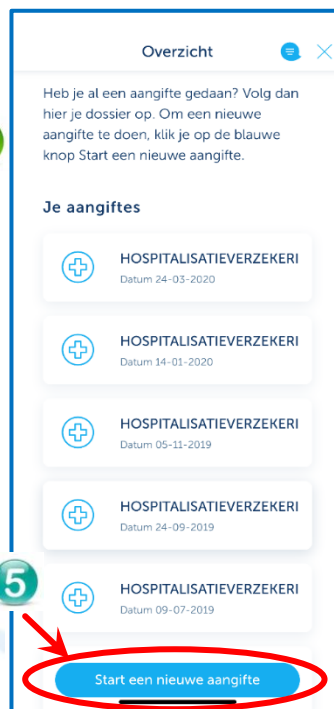 Overzicht
Heb je al een aangifte gedaan? Volg dan
hier je dossier op. Om een nieuwe
aangifte te doen, klik je op de blauwe
knop Start een nieuwe aangifte.
Je aangiftes
HOSPITALISATIEVERZEKERI
Datum 24-03-2020
HOSPITALISATIEVERZEKERI
Datum 14-01-2020
HOSPITALISATIEVERZEKERI
Datum 05-11-2019
HOSPITALISATIEVERZEKERI
Datum 24-09-2019
5
HOSPITALISATIEVERZEKERI
Datum 09-07-2019
Start een nieuwe aangifte